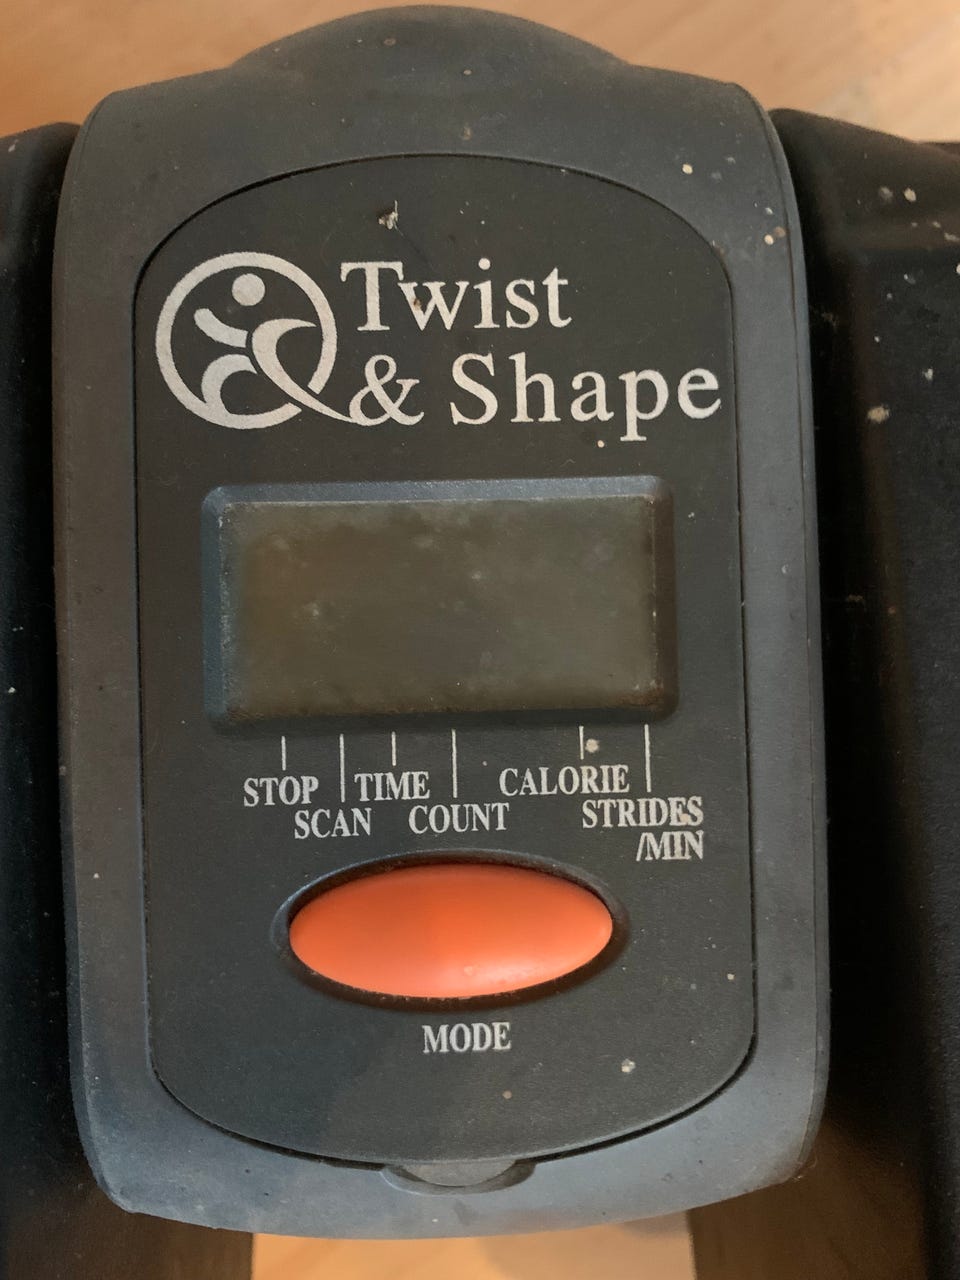 Twist
& Shape
STOP TIME CALORIE
SCAN COUNT STRIDES
/MIN
MODE